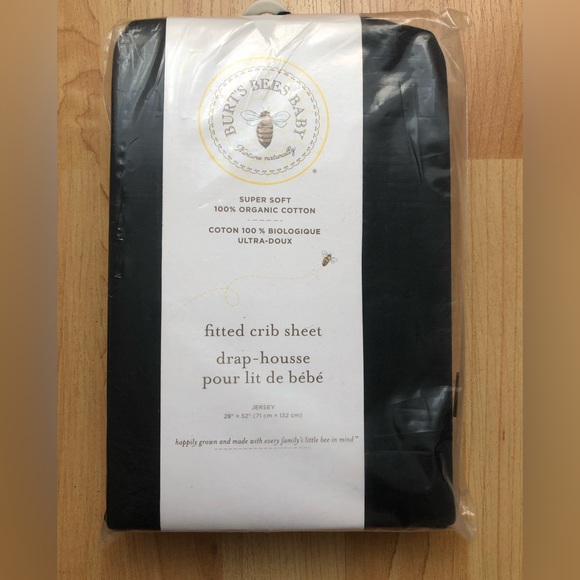 BURT'S BEES BABY
Nurture naturally
®
SUPER SOFT
100% ORGANIC COTTON
COTON 100 % BIOLOGIQUE
ULTRA-DOUX
fitted crib sheet
drap-housse
pour lit de bébé
JERSEY
28" × 52" (71 cm × 132 cm)
happily grown and made with every family's little bee in mind™